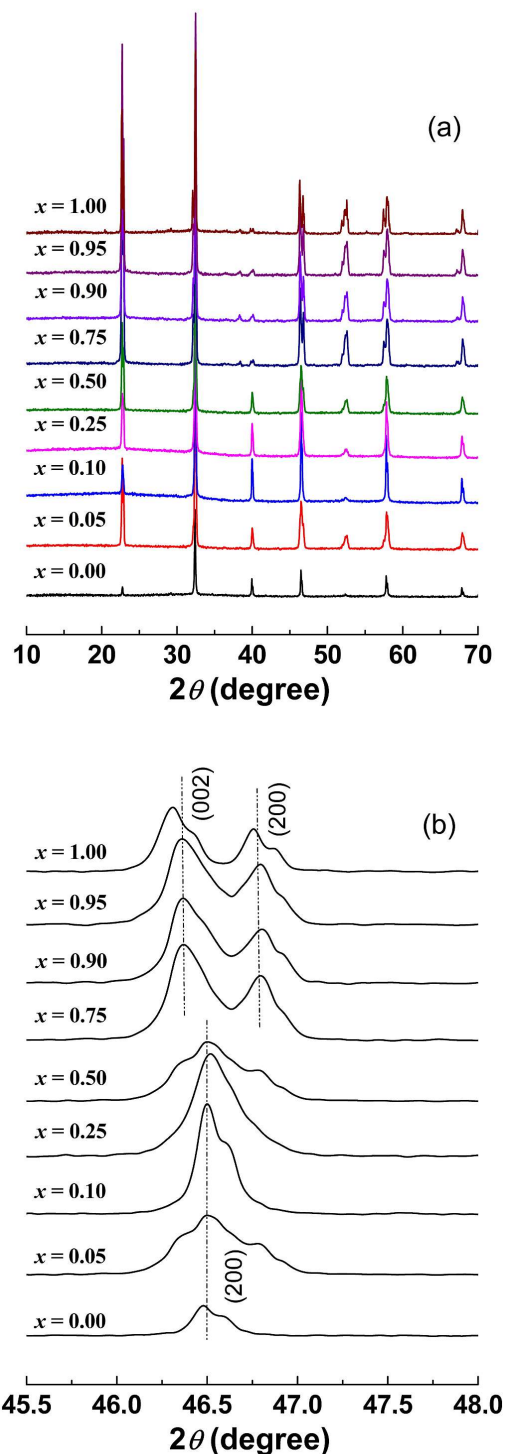 (a)
x = 1.00
x = 0.95
x = 0.90
x = 0.75
x = 0.50
x = 0.25
x = 0.10
x = 0.05
x = 0.00
10 20 30 40 50 60 70
2θ (degree)
(b)
(002)
(200)
x = 1.00
x = 0.95
x = 0.90
x = 0.75
x = 0.50
x = 0.25
x = 0.10
x = 0.05
(200)
x = 0.00
45.5 46.0 46.5 47.0 47.5 48.0
2θ (degree)